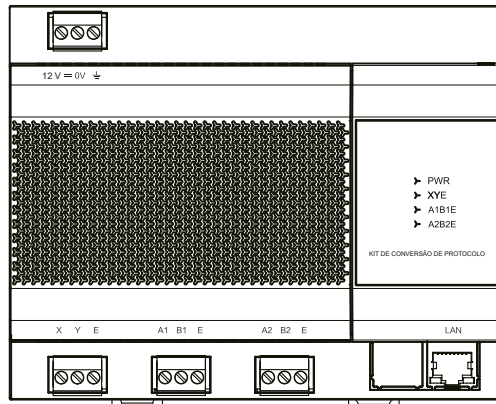 12 V ⎓ 0V ⏚
PWR
XYE
A1B1E
A2B2E
KIT DE CONVERSÃO DE PROTOCOLO
X Y E A1 B1 E A2 B2 E LAN